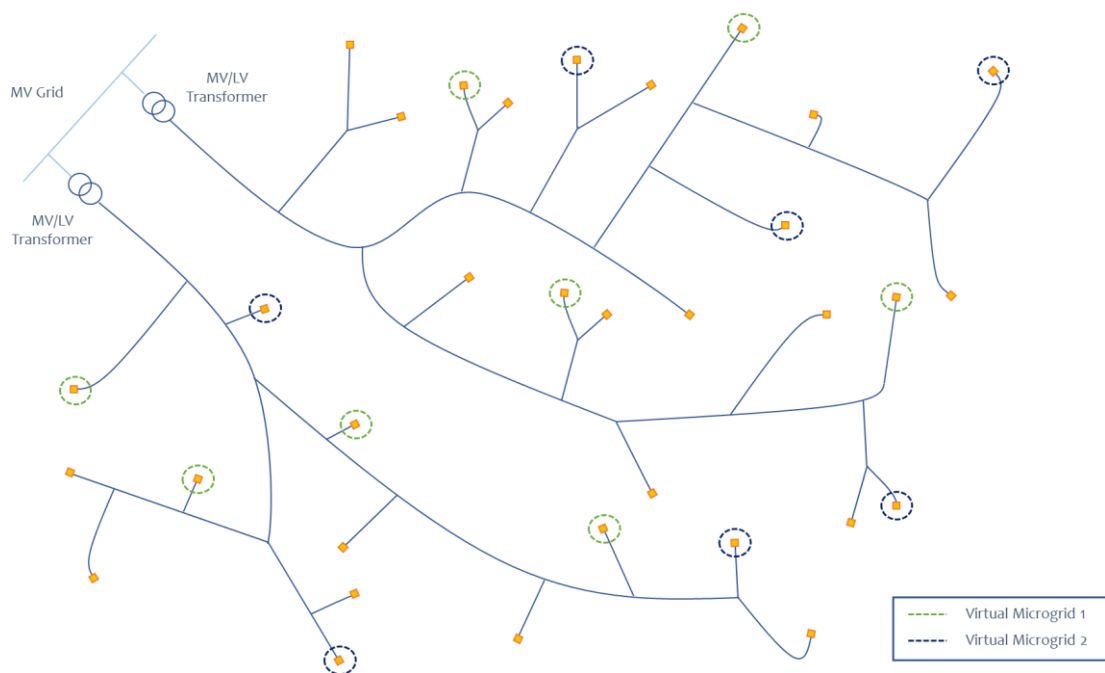 MV/LV
Transformer
MV Grid
MV/LV
Transformer
Virtual Microgrid 1
Virtual Microgrid 2